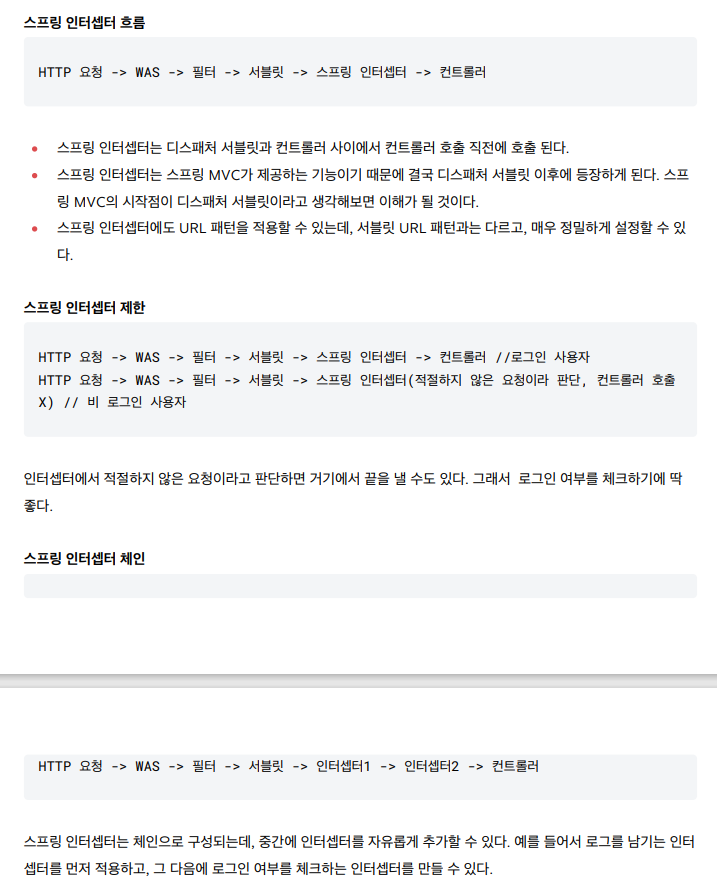 스프링 인터셉터 흐름
HTTP 요청 -> WAS -> 필터 -> 서블릿 -> 스프링 인터셉터 -> 컨트롤러
스프링 인터셉터는 디스패처 서블릿과 컨트롤러 사이에서 컨트롤러 호출 직전에 호출 된다.
스프링 인터셉터는 스프링 MVC가 제공하는 기능이기 때문에 결국 디스패처 서블릿 이후에 등장하게 된다. 스프
링 MVC의 시작점이 디스패처 서블릿이라고 생각해보면 이해가 될 것이다.
스프링 인터셉터에도 URL 패턴을 적용할 수 있는데, 서블릿 URL 패턴과는 다르고, 매우 정밀하게 설정할 수 있
다.
스프링 인터셉터 제한
HTTP 요청 -> WAS -> 필터 -> 서블릿 -> 스프링 인터셉터 -> 컨트롤러 //로그인 사용자
HTTP 요청 -> WAS -> 필터 -> 서블릿 -> 스프링 인터셉터(적절하지 않은 요청이라 판단, 컨트롤러 호출
X) // 비 로그인 사용자
인터셉터에서 적절하지 않은 요청이라고 판단하면 거기에서 끝을 낼 수도 있다. 그래서 로그인 여부를 체크하기에 딱
좋다.
스프링 인터셉터 체인
HTTP 요청 -> WAS -> 필터 -> 서블릿 -> 인터셉터1 -> 인터셉터2 -> 컨트롤러
스프링 인터셉터는 체인으로 구성되는데, 중간에 인터셉터를 자유롭게 추가할 수 있다. 예를 들어서 로그를 남기는 인터
셉터를 먼저 적용하고, 그 다음에 로그인 여부를 체크하는 인터셉터를 만들 수 있다.